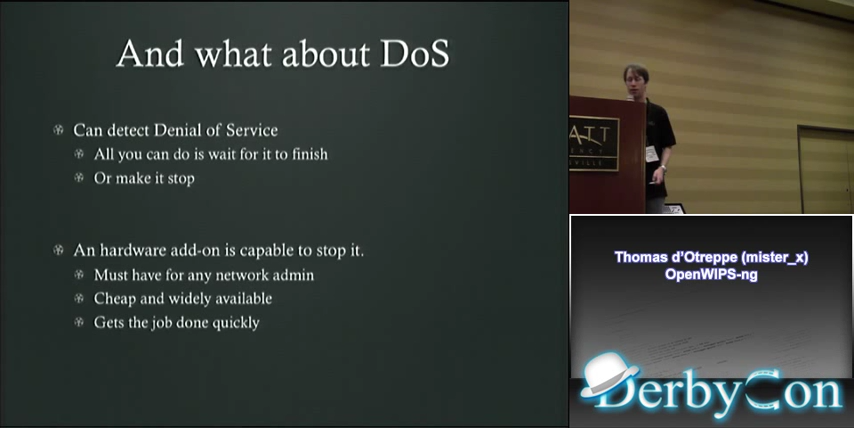 And what about DoS
Can detect Denial of Service
All you can do is wait for it to finish
Or make it stop
An hardware add-on is capable to stop it.
Must have for any network admin
Cheap and widely available
Gets the job done quickly
ATT
Thomas d'Otreppe (mister_x)
OpenWIPS-ng
DerbyCon